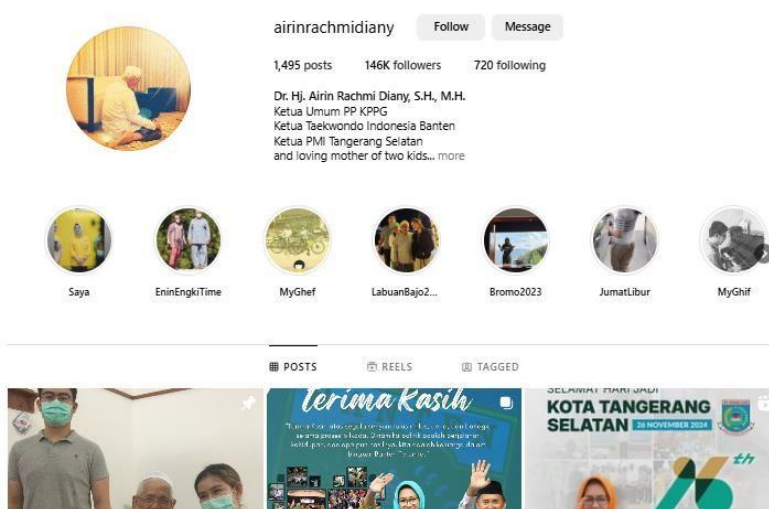 airinrachmidiany Follow Message
1,495 posts 146K followers 720 following
Dr. Hj. Airin Rachmi Diany, S.H., M.H.
Ketua Umum PP KPPG
Ketua Taekwondo Indonesia Banten
Ketua PMI Tangerang Selatan
and loving mother of two kids... more
Saya EninEngkiTime MyGhef LabuanBajo2... Bromo2023 JumatLibur MyGhif
POSTS REELS TAGGED
Terima Kasih
SELAMAT HARI JADI
KOTA TANGERANG
SELATAN 26 NOVEMBER 2024
th